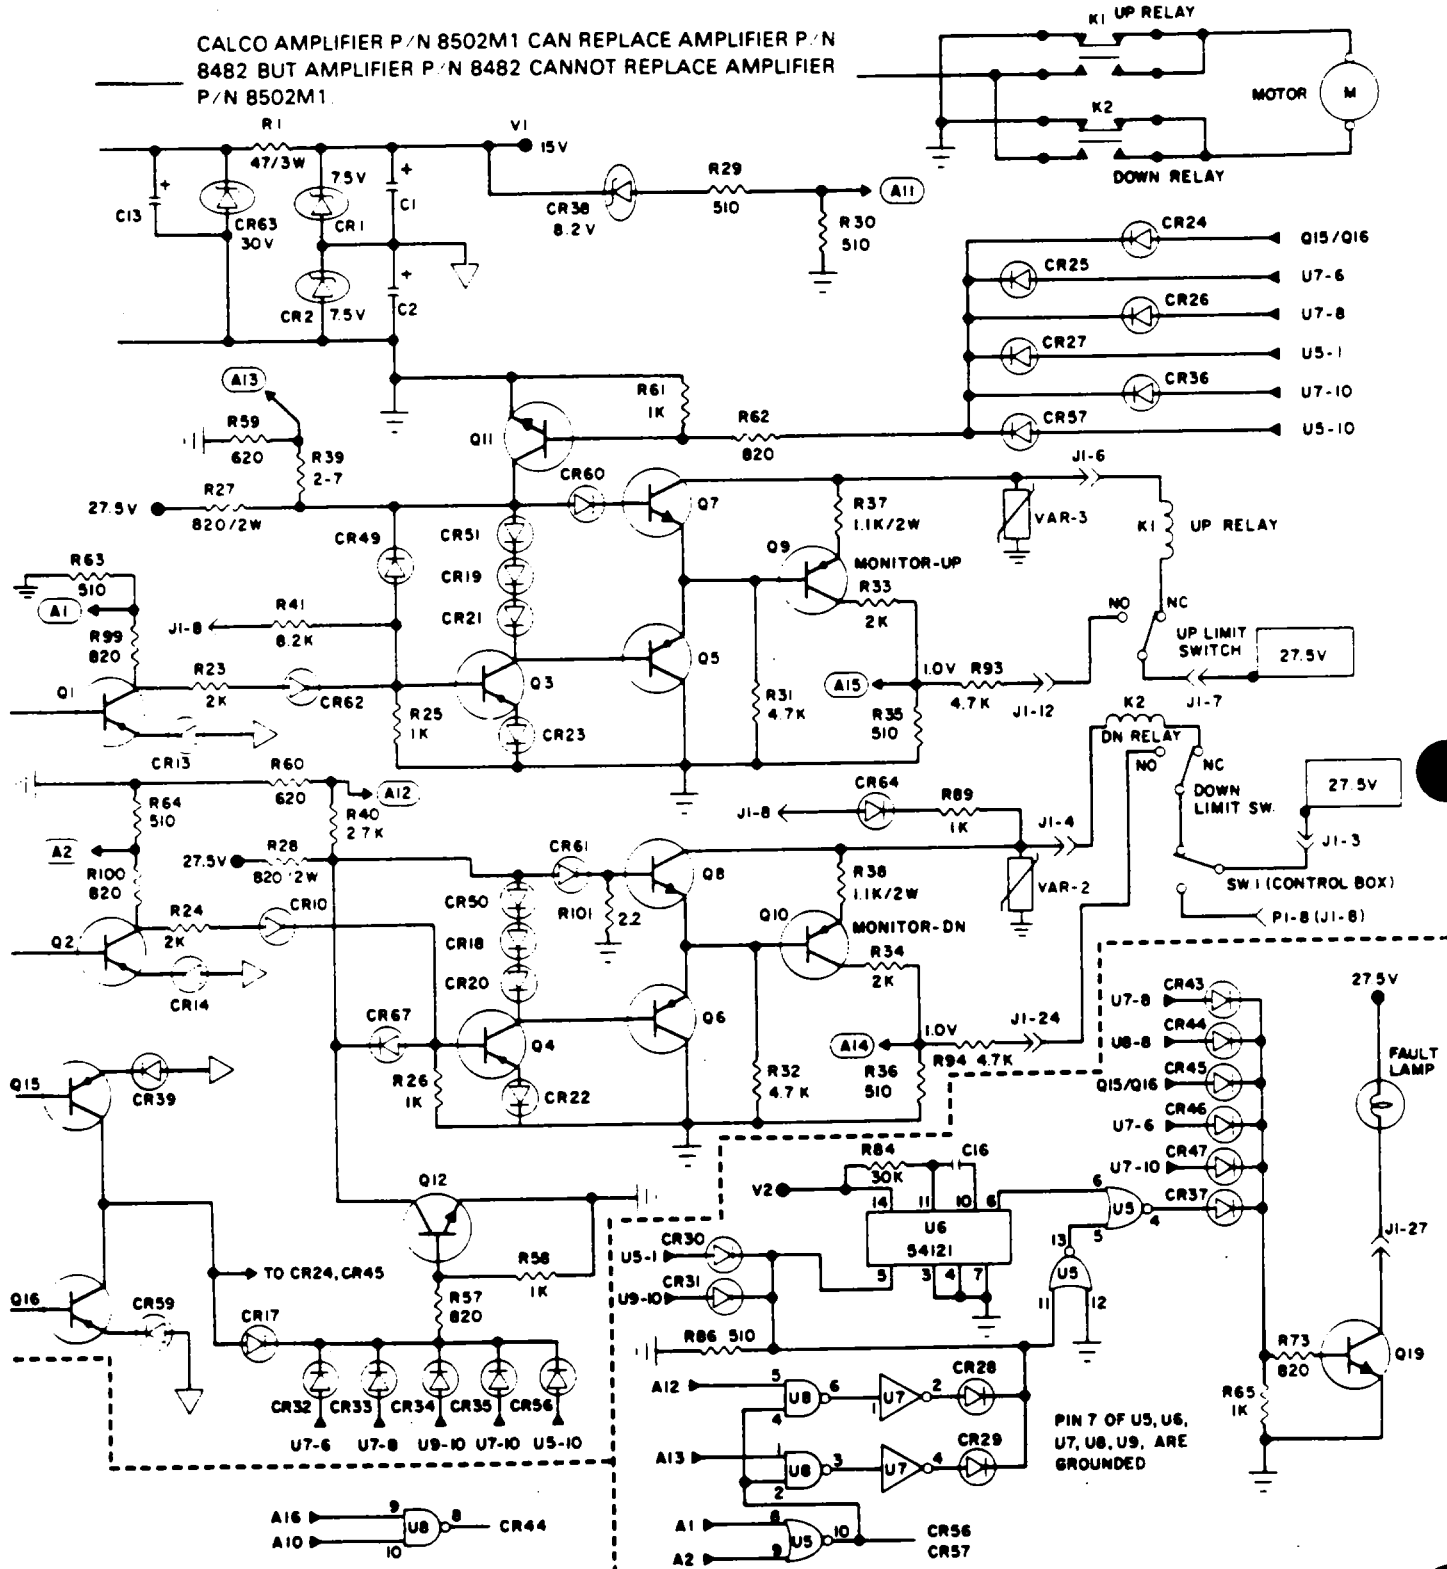 CALCO AMPLIFIER P/N 8502M1 CAN REPLACE AMPLIFIER P/N
8482 BUT AMPLIFIER P/N 8482 CANNOT REPLACE AMPLIFIER
P/N 8502M1.
K1 UP RELAY
MOTOR M
K2
DOWN RELAY
R1
47/3W
V1
15V
7.5V
C13
CR63
30V
CR1
C1
CR2 7.5V
C2
CR38
8.2V
R29
510
A11
R30
510
CR24 Q15/Q16
CR25 U7-6
CR26 U7-8
CR27 U5-1
CR36 U7-10
CR57 U5-10
A13
R59
620
R39
2-7
R27
27.5V
820/2W
Q11
R61
1K
R62
820
CR60
Q7
CR49
CR51
CR19
CR21
R37
1.1K/2W
VAR-3
J1-6
K1 UP RELAY
Q9
MONITOR-UP
R33
2K
R63
510
A1
R99
820
J1-8
R41
8.2K
R23
2K
CR62
Q1
CR13
R25
1K
Q3
CR23
Q5
R31
4.7K
A15
1.0V
R93
4.7K
R35
510
J1-12
NO
NC
UP LIMIT
SWITCH
27.5V
J1-7
K2
DN RELAY
NO
NC
DOWN
LIMIT SW.
27.5V
J1-3
SW1 (CONTROL BOX)
P1-8 (J1-8)
R60
620
A12
R64
510
R40
2.7K
A2
R100
820
27.5V
R28
820/2W
R24
2K
CR10
Q2
CR14
CR61
R101
2.2
CR50
CR18
CR20
Q8
J1-8
CR64
R89
1K
J1-4
R38
1.1K/2W
VAR-2
Q10
MONITOR-DN
R34
2K
CR67
Q4
R26
1K
CR22
Q6
R32
4.7K
A14
1.0V
J1-24
R94 4.7K
R36
510
Q15
CR39
Q12
R58
1K
TO CR24, CR45
Q16
CR59
CR17
R57
820
CR32 CR33 CR34 CR35 CR56
U7-6 U7-8 U9-10 U7-10 U5-10
A16
A10
9
10
U8
8
CR44
V2
R84
30K
C16
14 11 10 6
U6
54121
5 3 4 7
U5-1 CR30
U9-10 CR31
R86 510
6
5
U5
4
13
U5
11
12
A12
5
4
U8
6
1
U7
2
CR28
A13
1
2
U8
3
U7
4
CR29
A1
A2
8
9
U5
10
CR56
CR57
PIN 7 OF U5, U6,
U7, U8, U9, ARE
GROUNDED
U7-8 CR43
U8-8 CR44
Q15/Q16 CR45
U7-6 CR46
U7-10 CR47
CR37
27.5V
FAULT
LAMP
J1-27
R73
820
Q19
R65
1K